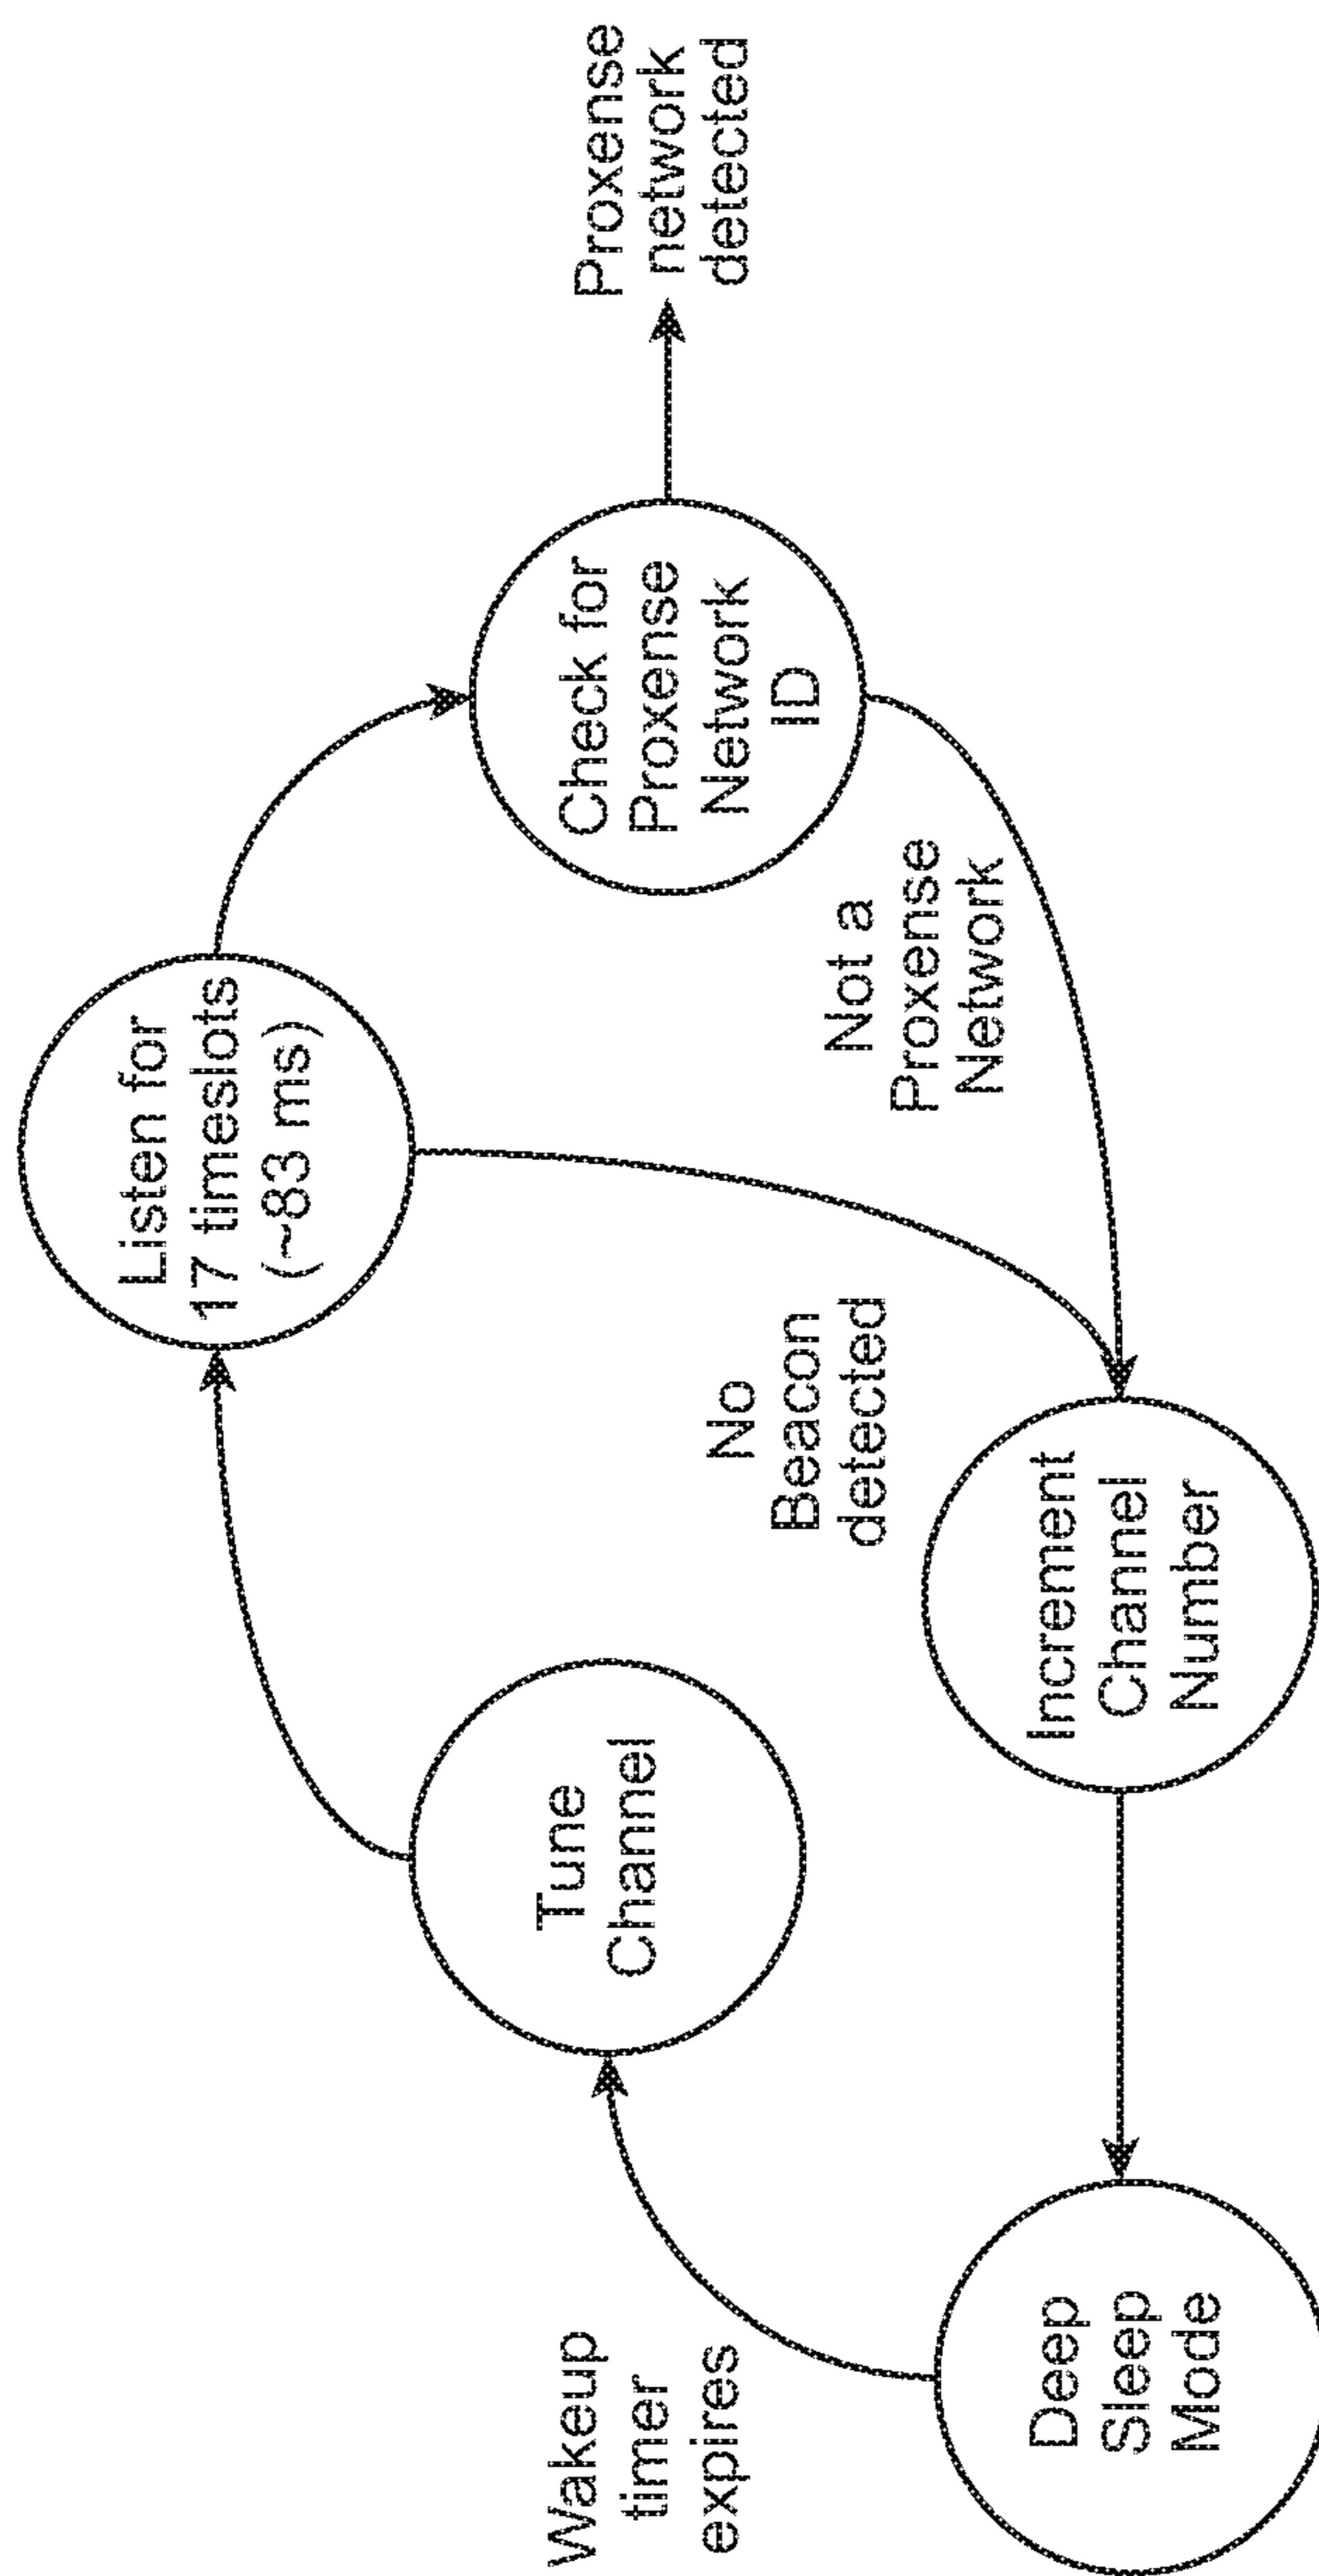 Listen for
17 timeslots
(~83 ms)
Tune
Channel
Wakeup
timer
expires
Check for
Proxense
Network
ID
Proxense
network
detected
No
Beacon
detected
Not a
Proxense
Network
Deep
Sleep
Mode
Increment
Channel
Number